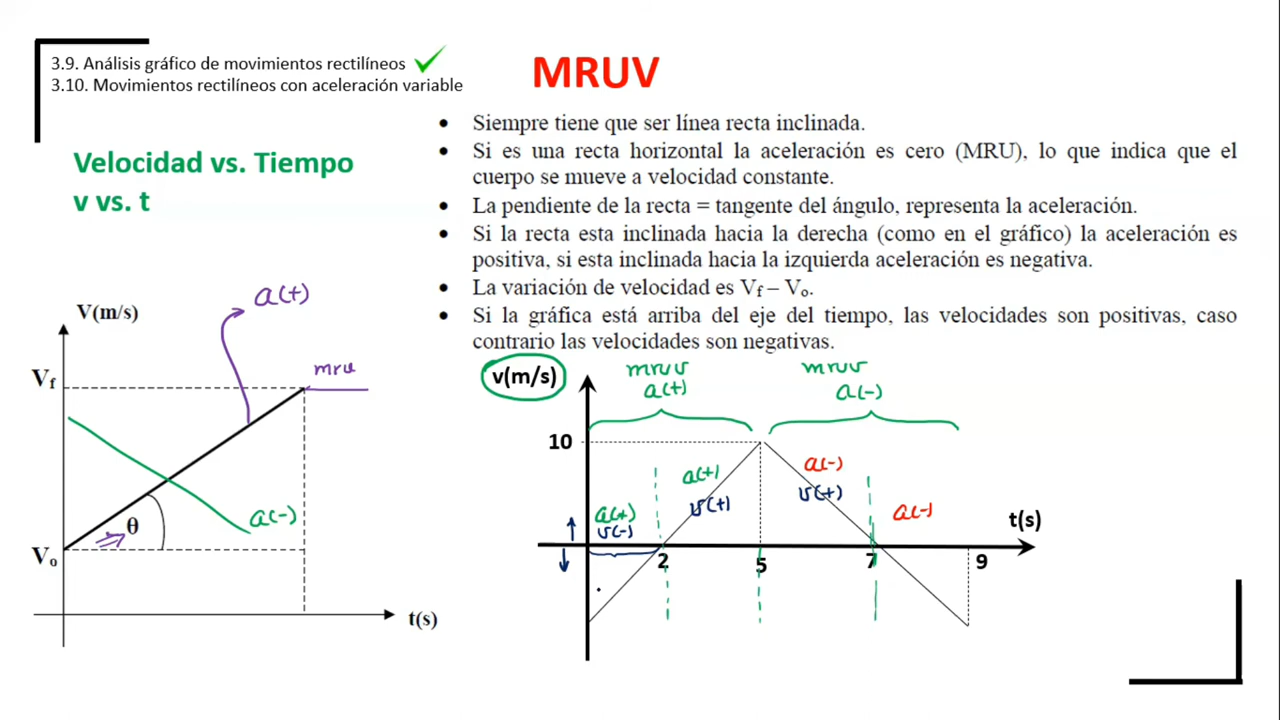 3.9. Análisis gráfico de movimientos rectilíneos
3.10. Movimientos rectilíneos con aceleración variable
MRUV
Velocidad vs. Tiempo
v vs. t
• Siempre tiene que ser línea recta inclinada.
• Si es una recta horizontal la aceleración es cero (MRU), lo que indica que el
cuerpo se mueve a velocidad constante.
• La pendiente de la recta = tangente del ángulo, representa la aceleración.
• Si la recta esta inclinada hacia la derecha (como en el gráfico) la aceleración es
positiva, si esta inclinada hacia la izquierda aceleración es negativa.
• La variación de velocidad es Vf – Vo.
• Si la gráfica está arriba del eje del tiempo, las velocidades son positivas, caso
contrario las velocidades son negativas.
a(+)
V(m/s)
Vf
mru
θ
a(-)
Vo
t(s)
v(m/s)
mruv
a(+)
mruv
a(-)
10
a(+)
v(-)
a(+)
v(+)
a(-)
v(+)
a(-)
t(s)
2
5
7
9